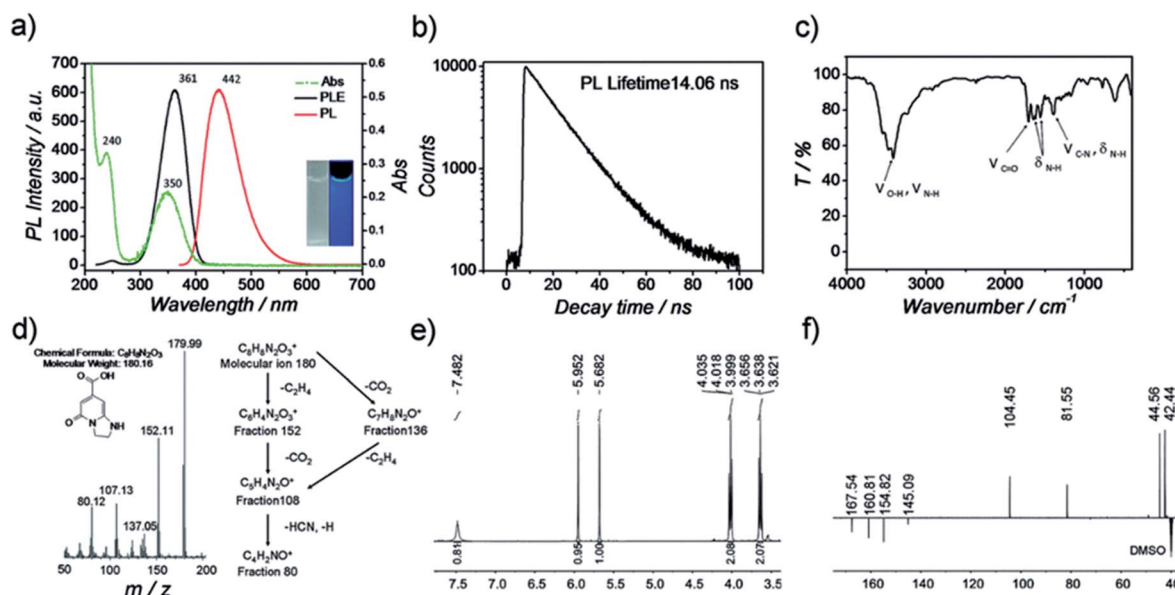 a)
700
600
500
400
300
200
100
0
PL Intensity / a.u.
240
350
361
442
Abs
PLE
PL
0.6
0.5
0.4
0.3
0.2
0.1
0.0
Abs
200 300 400 500 600 700
Wavelength / nm
b)
10000
1000
100
Counts
PL Lifetime14.06 ns
0 20 40 60 80 100
Decay time / ns
c)
100
80
60
40
20
0
T / %
V O-H , V N-H
V C=O
δ N-H
V C-N , δ N-H
4000 3000 2000 1000
Wavenumber / cm-1
d)
Chemical Formula: C8H8N2O3
Molecular Weight: 180.16
O OH
O N NH
179.99
152.11
107.13
80.12
137.05
50 100 150 200
m / z
C8H8N2O3+
Molecular ion 180
-C2H4
-CO2
C6H4N2O3+
Fraction 152
C7H8N2O+
Fraction136
-CO2
-C2H4
C5H4N2O+
Fraction108
-HCN, -H
C4H2NO+
Fraction 80
e)
7.482
5.952
5.682
4.035
4.018
3.999
3.656
3.638
3.621
0.81
0.95
1.00
2.08
2.07
7.5 7.0 6.5 6.0 5.5 5.0 4.5 4.0 3.5
f)
167.54
160.81
154.82
145.09
104.45
81.55
44.56
42.44
DMSO
160 140 120 100 80 60 40